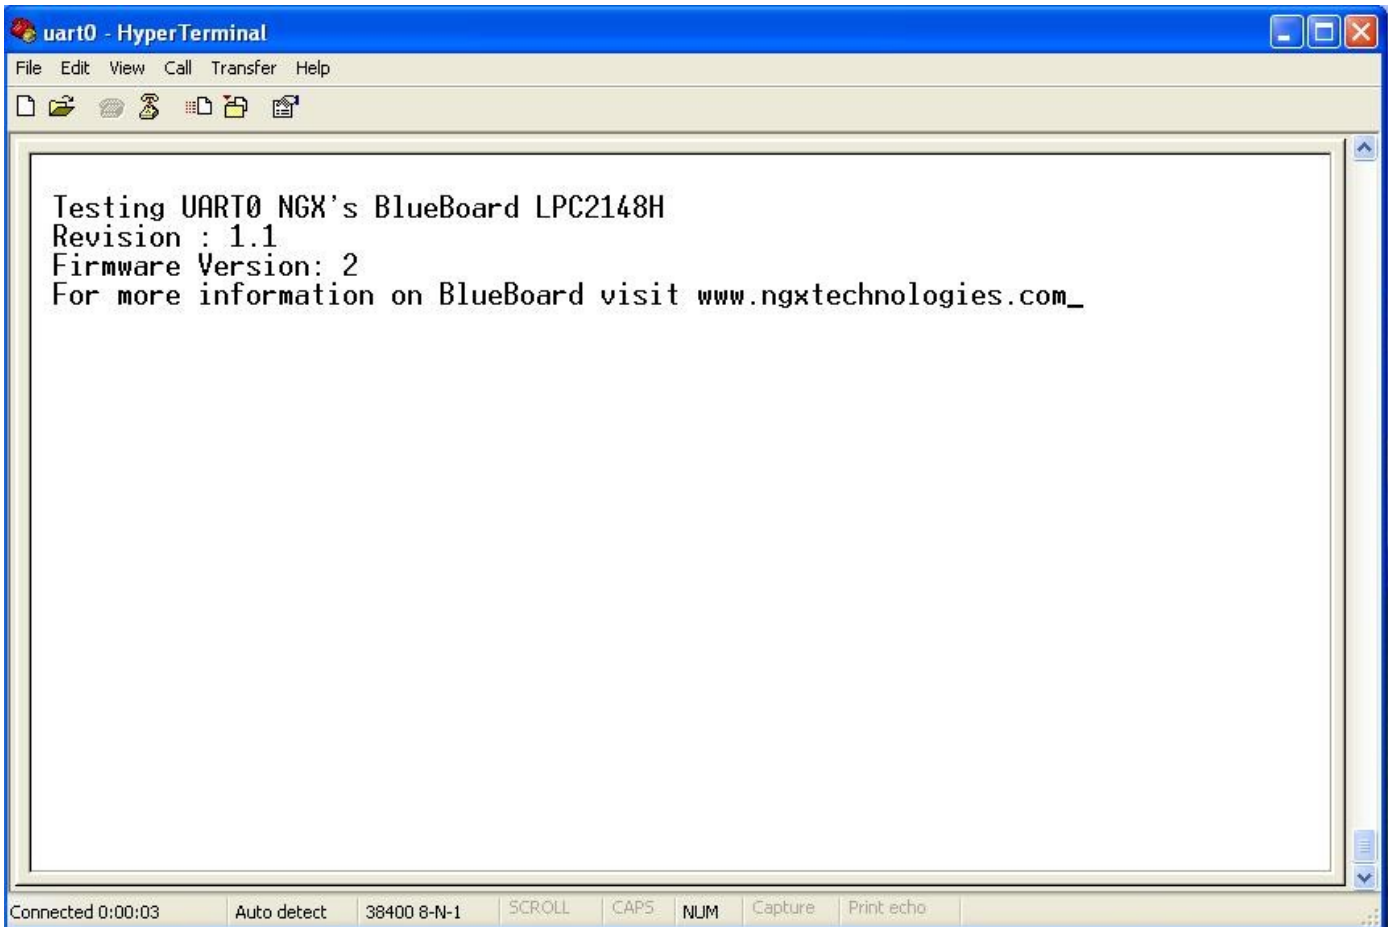 uart0 - HyperTerminal
File Edit View Call Transfer Help
Testing UART0 NGX's BlueBoard LPC2148H
Revision : 1.1
Firmware Version: 2
For more information on BlueBoard visit www.ngxtechnologies.com_
Connected 0:00:03 Auto detect 38400 8-N-1 SCROLL CAPS NUM Capture Print echo